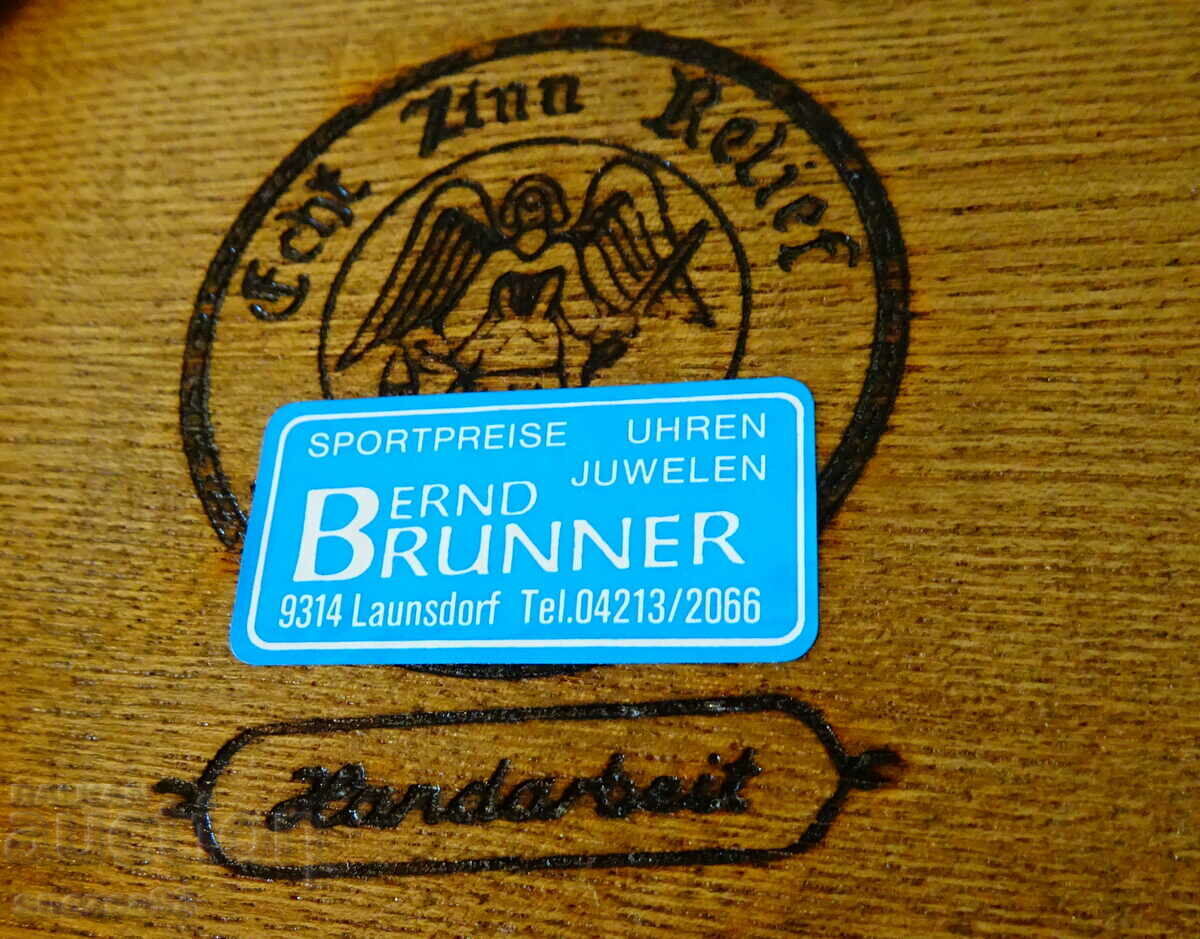 Echt Zinn Relief
SPORTPREISE UHREN
JUWELEN
BERND
BRUNNER
9314 Launsdorf Tel.04213/2066
Handarbeit